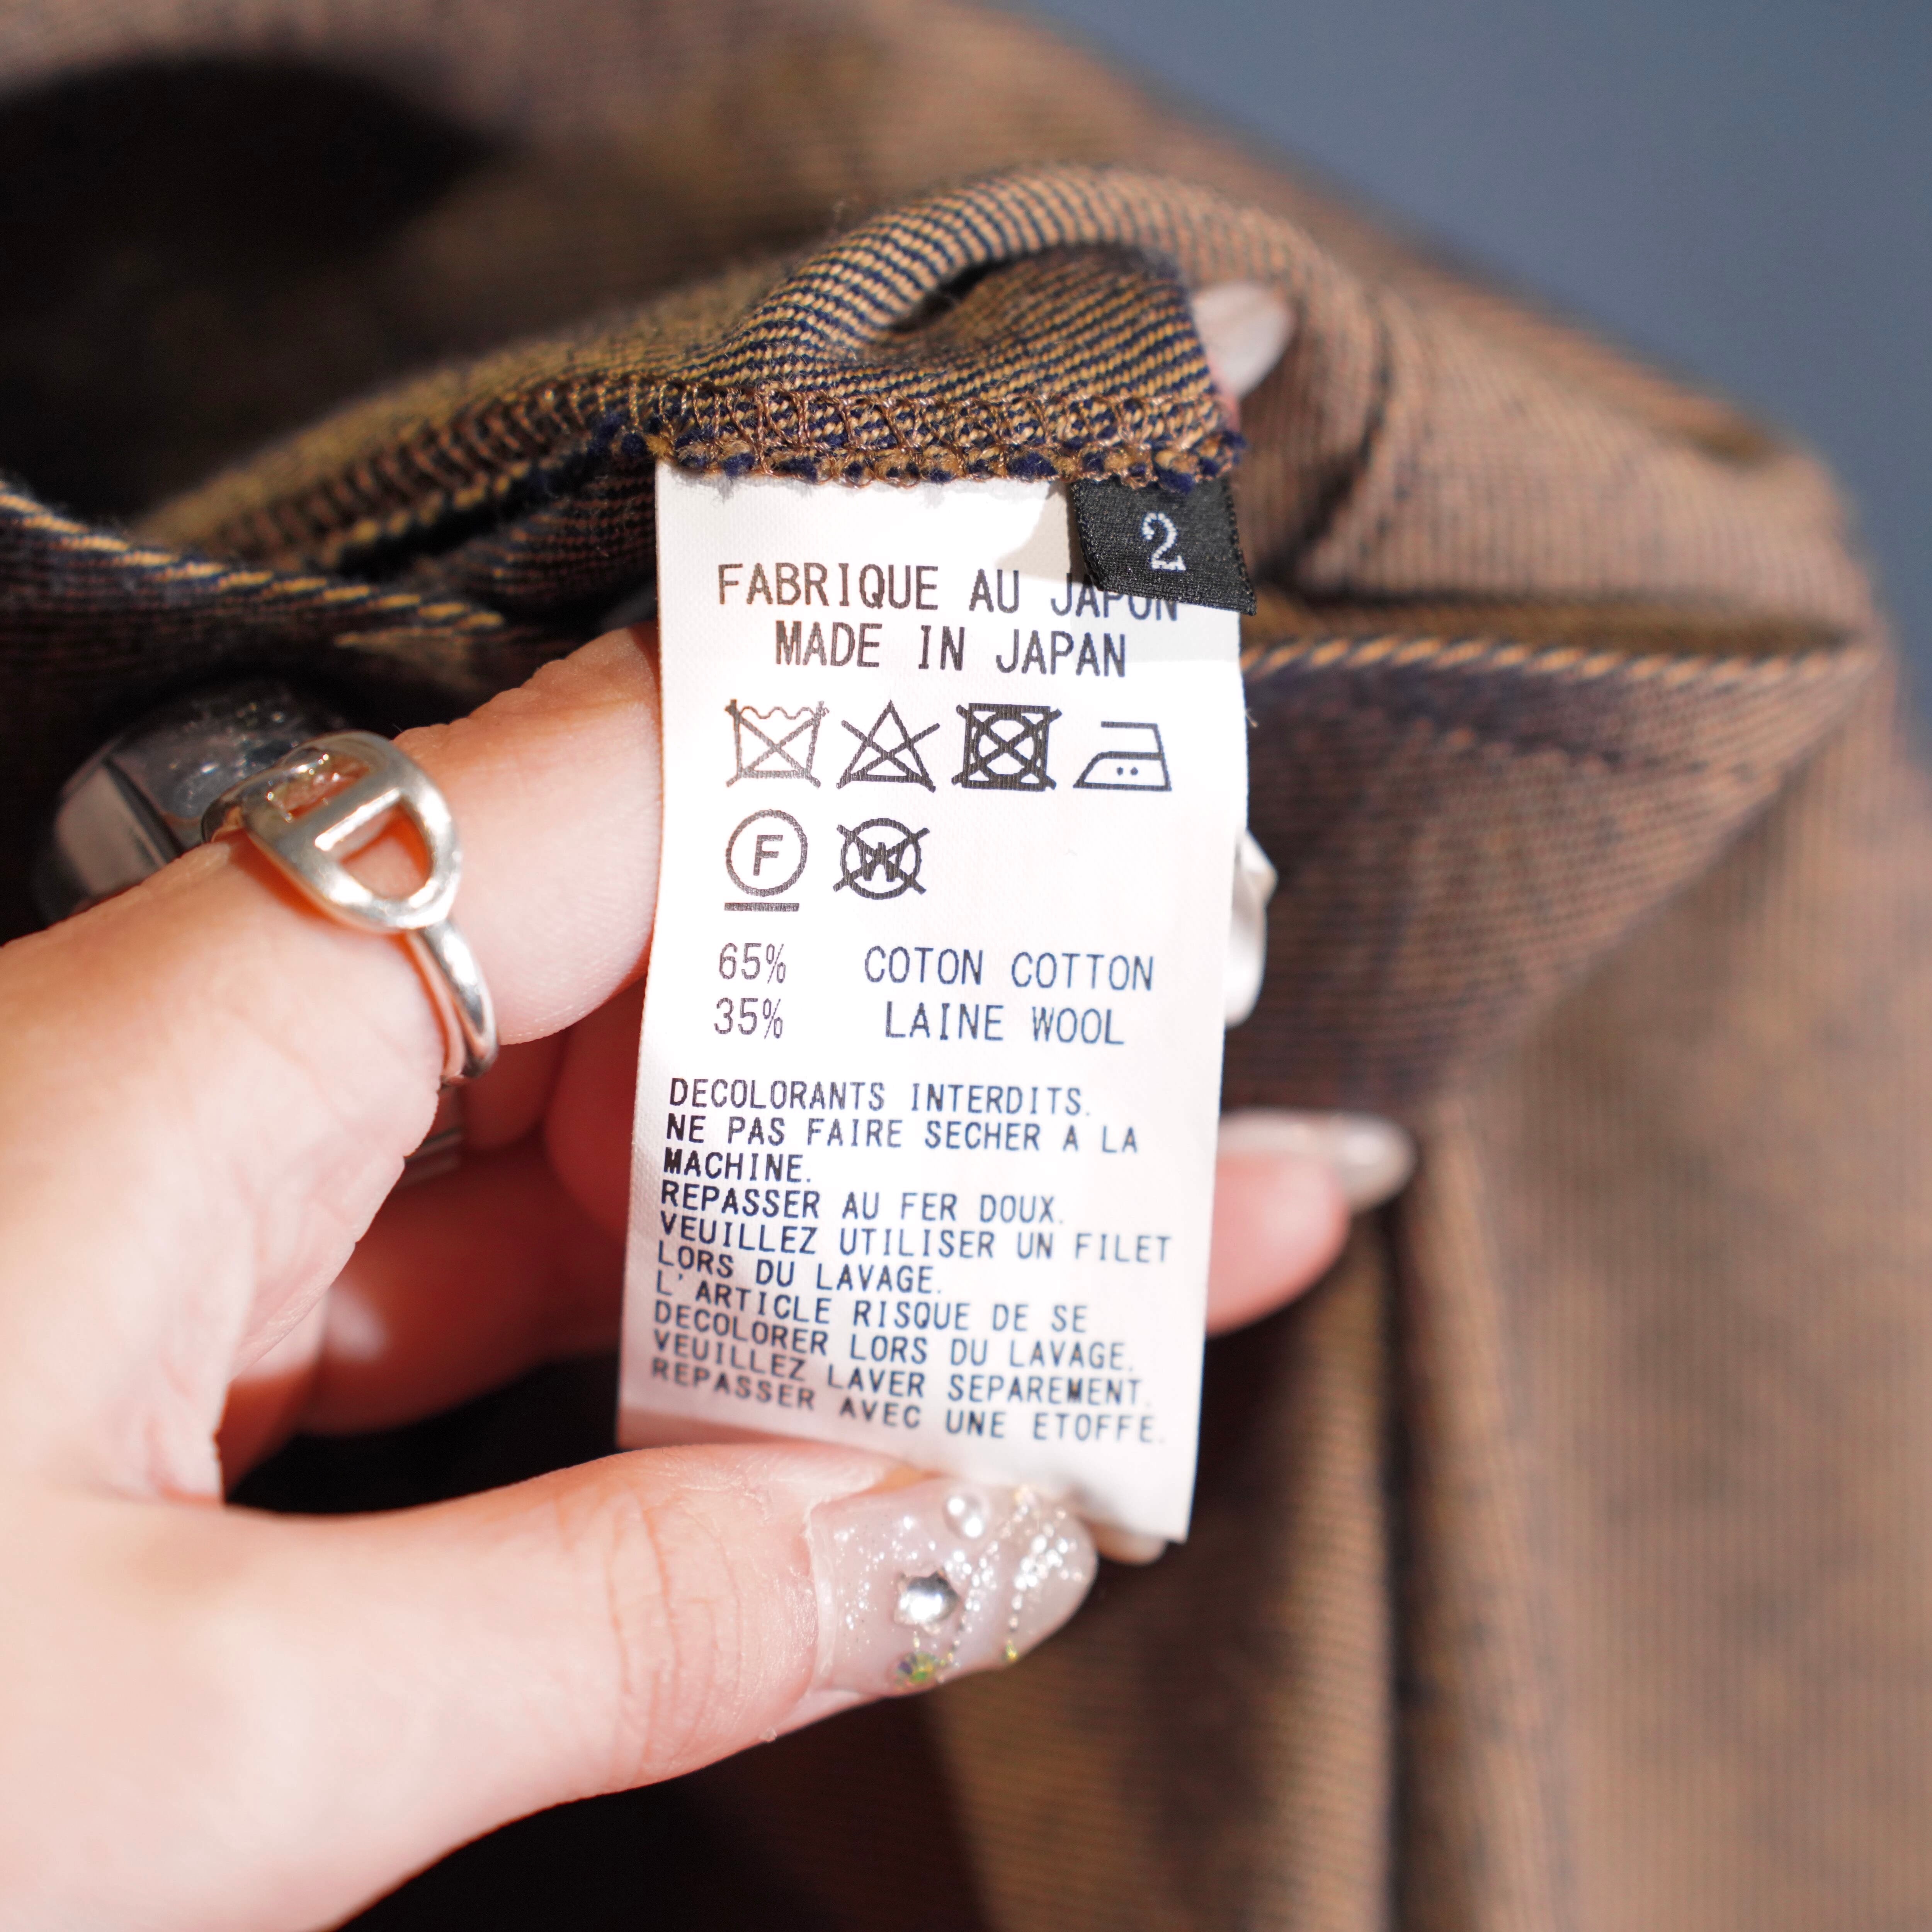 2
FABRIQUE AU JAPON
MADE IN JAPAN
F W
65% COTON COTTON
35% LAINE WOOL
DECOLORANTS INTERDITS.
NE PAS FAIRE SECHER A LA
MACHINE.
REPASSER AU FER DOUX.
VEUILLEZ UTILISER UN FILET
LORS DU LAVAGE.
L'ARTICLE RISQUE DE SE
DECOLORER LORS DU LAVAGE.
VEUILLEZ LAVER SEPAREMENT.
REPASSER AVEC UNE ETOFFE.